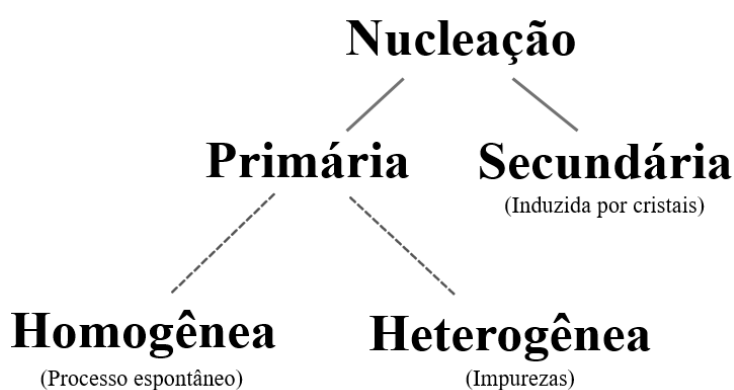 Nucleação
Primária
Secundária
(Induzida por cristais)
Homogênea
(Processo espontâneo)
Heterogênea
(Impurezas)